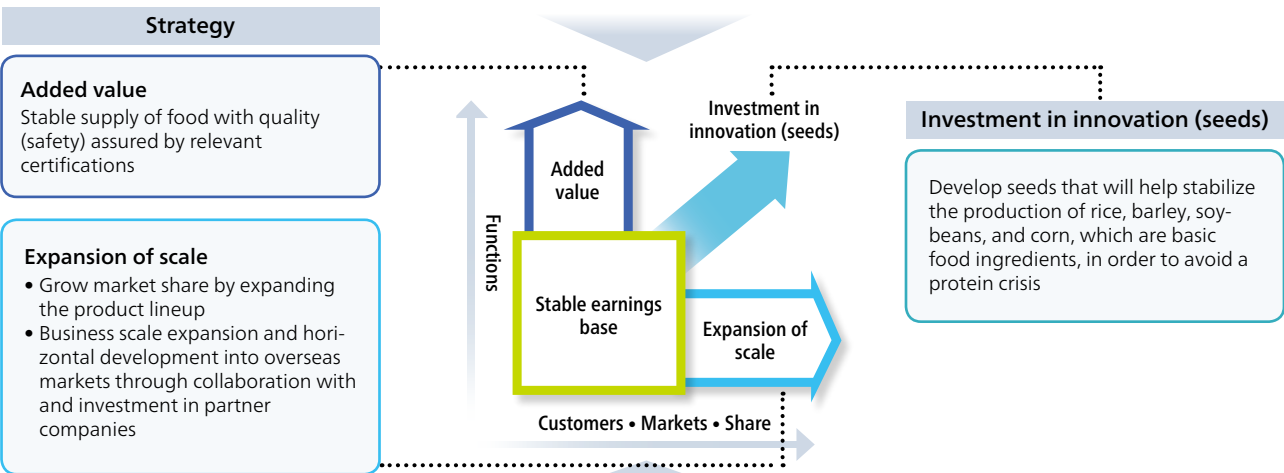 Strategy
Added value
Stable supply of food with quality
(safety) assured by relevant
certifications
Expansion of scale
• Grow market share by expanding
the product lineup
• Business scale expansion and hori-
zontal development into overseas
markets through collaboration with
and investment in partner
companies
Functions
Added
value
Stable earnings
base
Investment in
innovation (seeds)
Expansion of
scale
Customers • Markets • Share
Investment in innovation (seeds)
Develop seeds that will help stabilize
the production of rice, barley, soy-
beans, and corn, which are basic
food ingredients, in order to avoid a
protein crisis